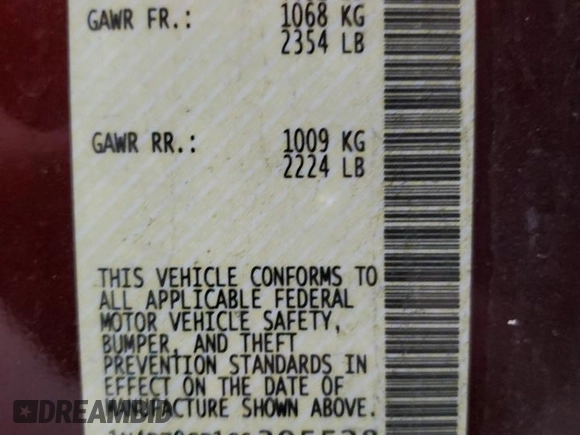 GAWR FR.: 1068 KG
2354 LB
GAWR RR.: 1009 KG
2224 LB
THIS VEHICLE CONFORMS TO
ALL APPLICABLE FEDERAL
MOTOR VEHICLE SAFETY,
BUMPER, AND THEFT
PREVENTION STANDARDS IN
EFFECT ON THE DATE OF
MANUFACTURE SHOWN ABOVE.
DREAMBID